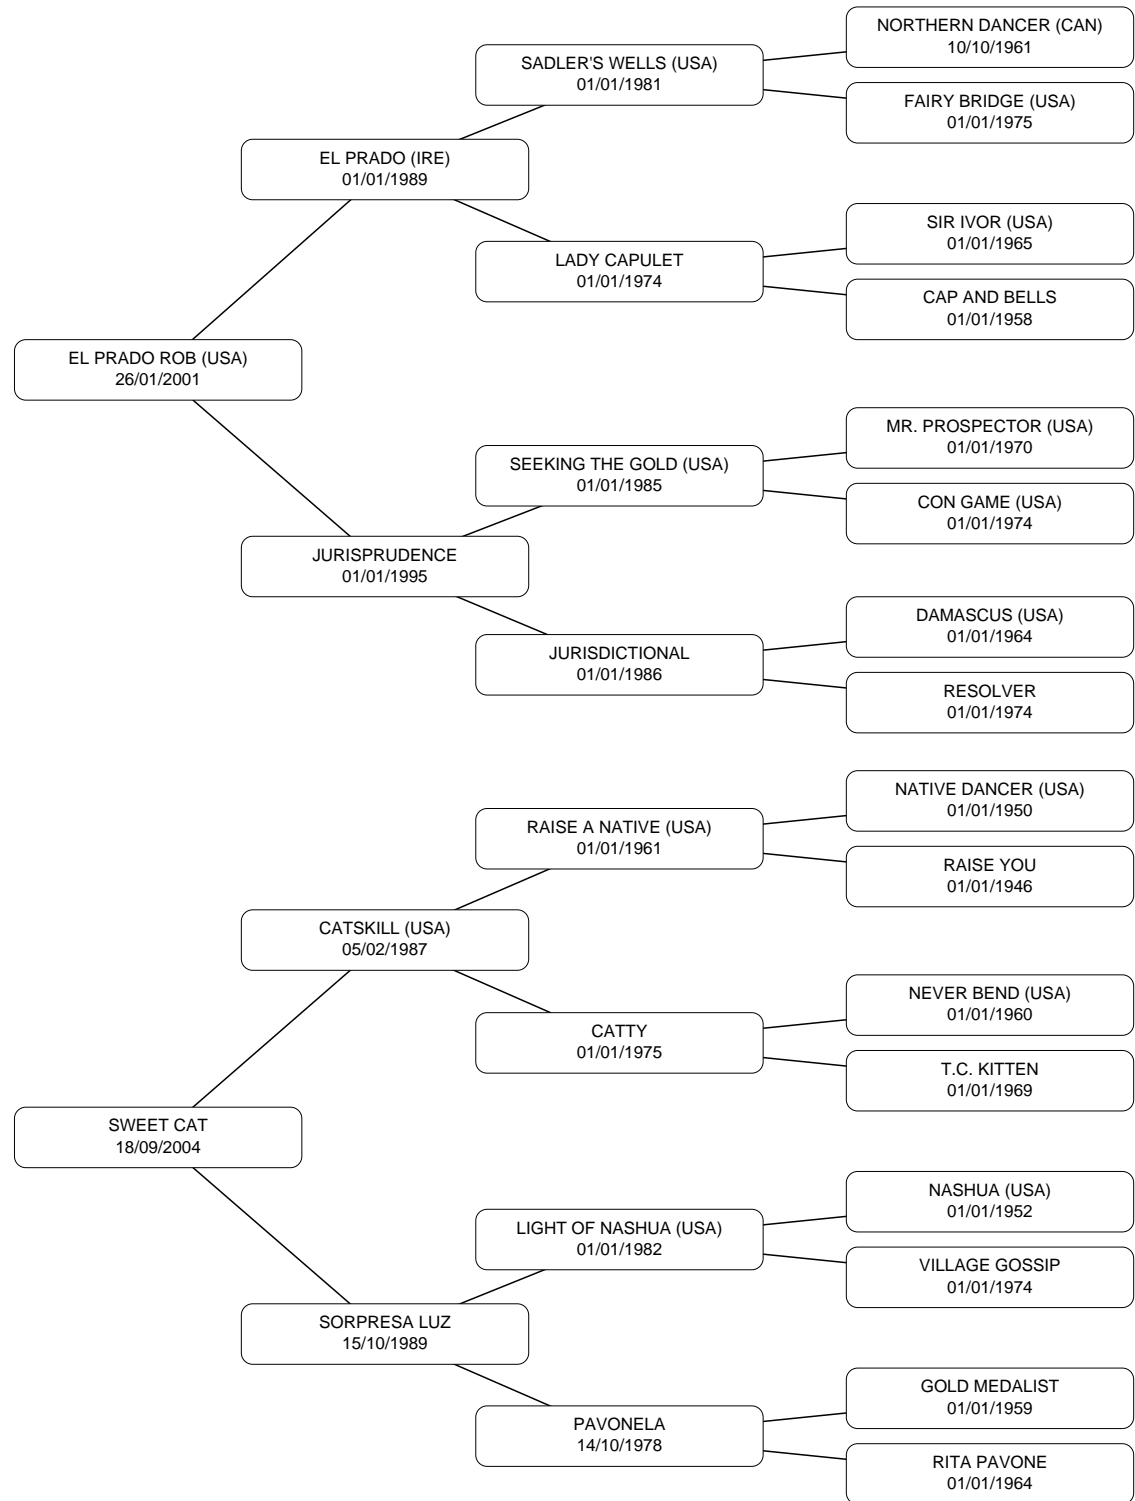 NORTHERN DANCER (CAN)
10/10/1961
SADLER'S WELLS (USA)
01/01/1981
FAIRY BRIDGE (USA)
01/01/1975
EL PRADO (IRE)
01/01/1989
SIR IVOR (USA)
01/01/1965
LADY CAPULET
01/01/1974
CAP AND BELLS
01/01/1958
EL PRADO ROB (USA)
26/01/2001
MR. PROSPECTOR (USA)
01/01/1970
SEEKING THE GOLD (USA)
01/01/1985
CON GAME (USA)
01/01/1974
JURISPRUDENCE
01/01/1995
DAMASCUS (USA)
01/01/1964
JURISDICTIONAL
01/01/1986
RESOLVER
01/01/1974
NATIVE DANCER (USA)
01/01/1950
RAISE A NATIVE (USA)
01/01/1961
RAISE YOU
01/01/1946
CATSKILL (USA)
05/02/1987
NEVER BEND (USA)
01/01/1960
CATTY
01/01/1975
T.C. KITTEN
01/01/1969
SWEET CAT
18/09/2004
NASHUA (USA)
01/01/1952
LIGHT OF NASHUA (USA)
01/01/1982
VILLAGE GOSSIP
01/01/1974
SORPRESA LUZ
15/10/1989
GOLD MEDALIST
01/01/1959
PAVONELA
14/10/1978
RITA PAVONE
01/01/1964